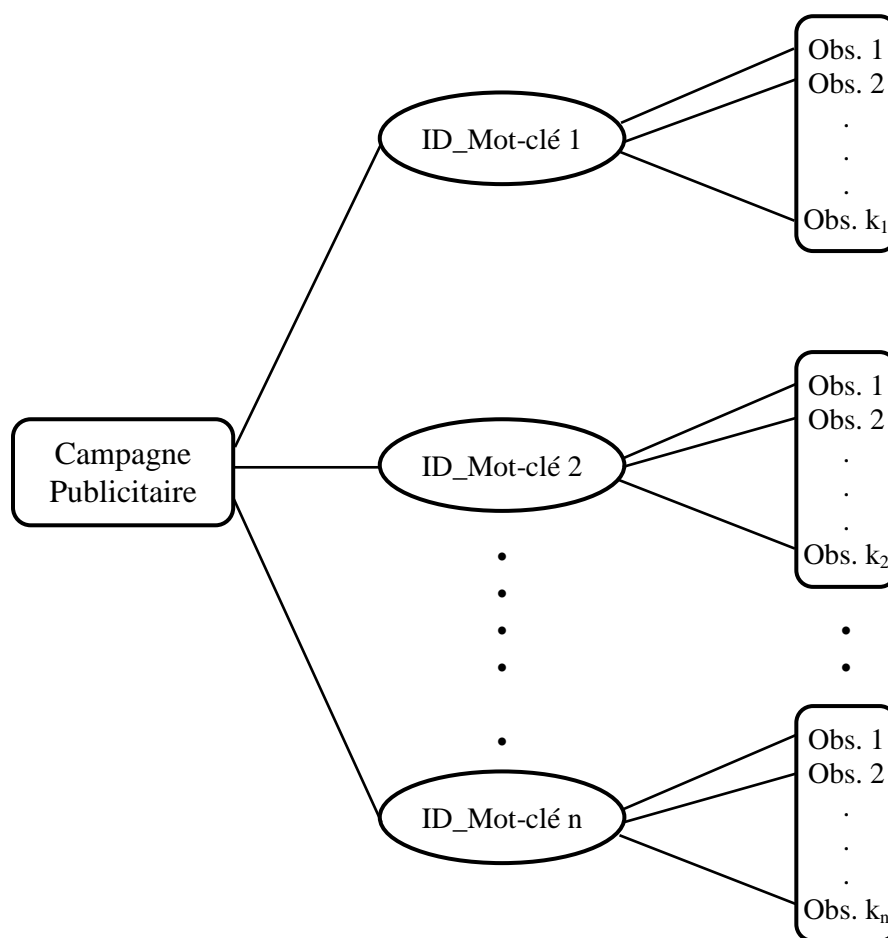 Campagne
Publicitaire
ID_Mot-clé 1
Obs. 1
Obs. 2
.
.
.
Obs. k₁
ID_Mot-clé 2
Obs. 1
Obs. 2
.
.
.
Obs. k₂
ID_Mot-clé n
Obs. 1
Obs. 2
.
.
.
Obs. kₙ